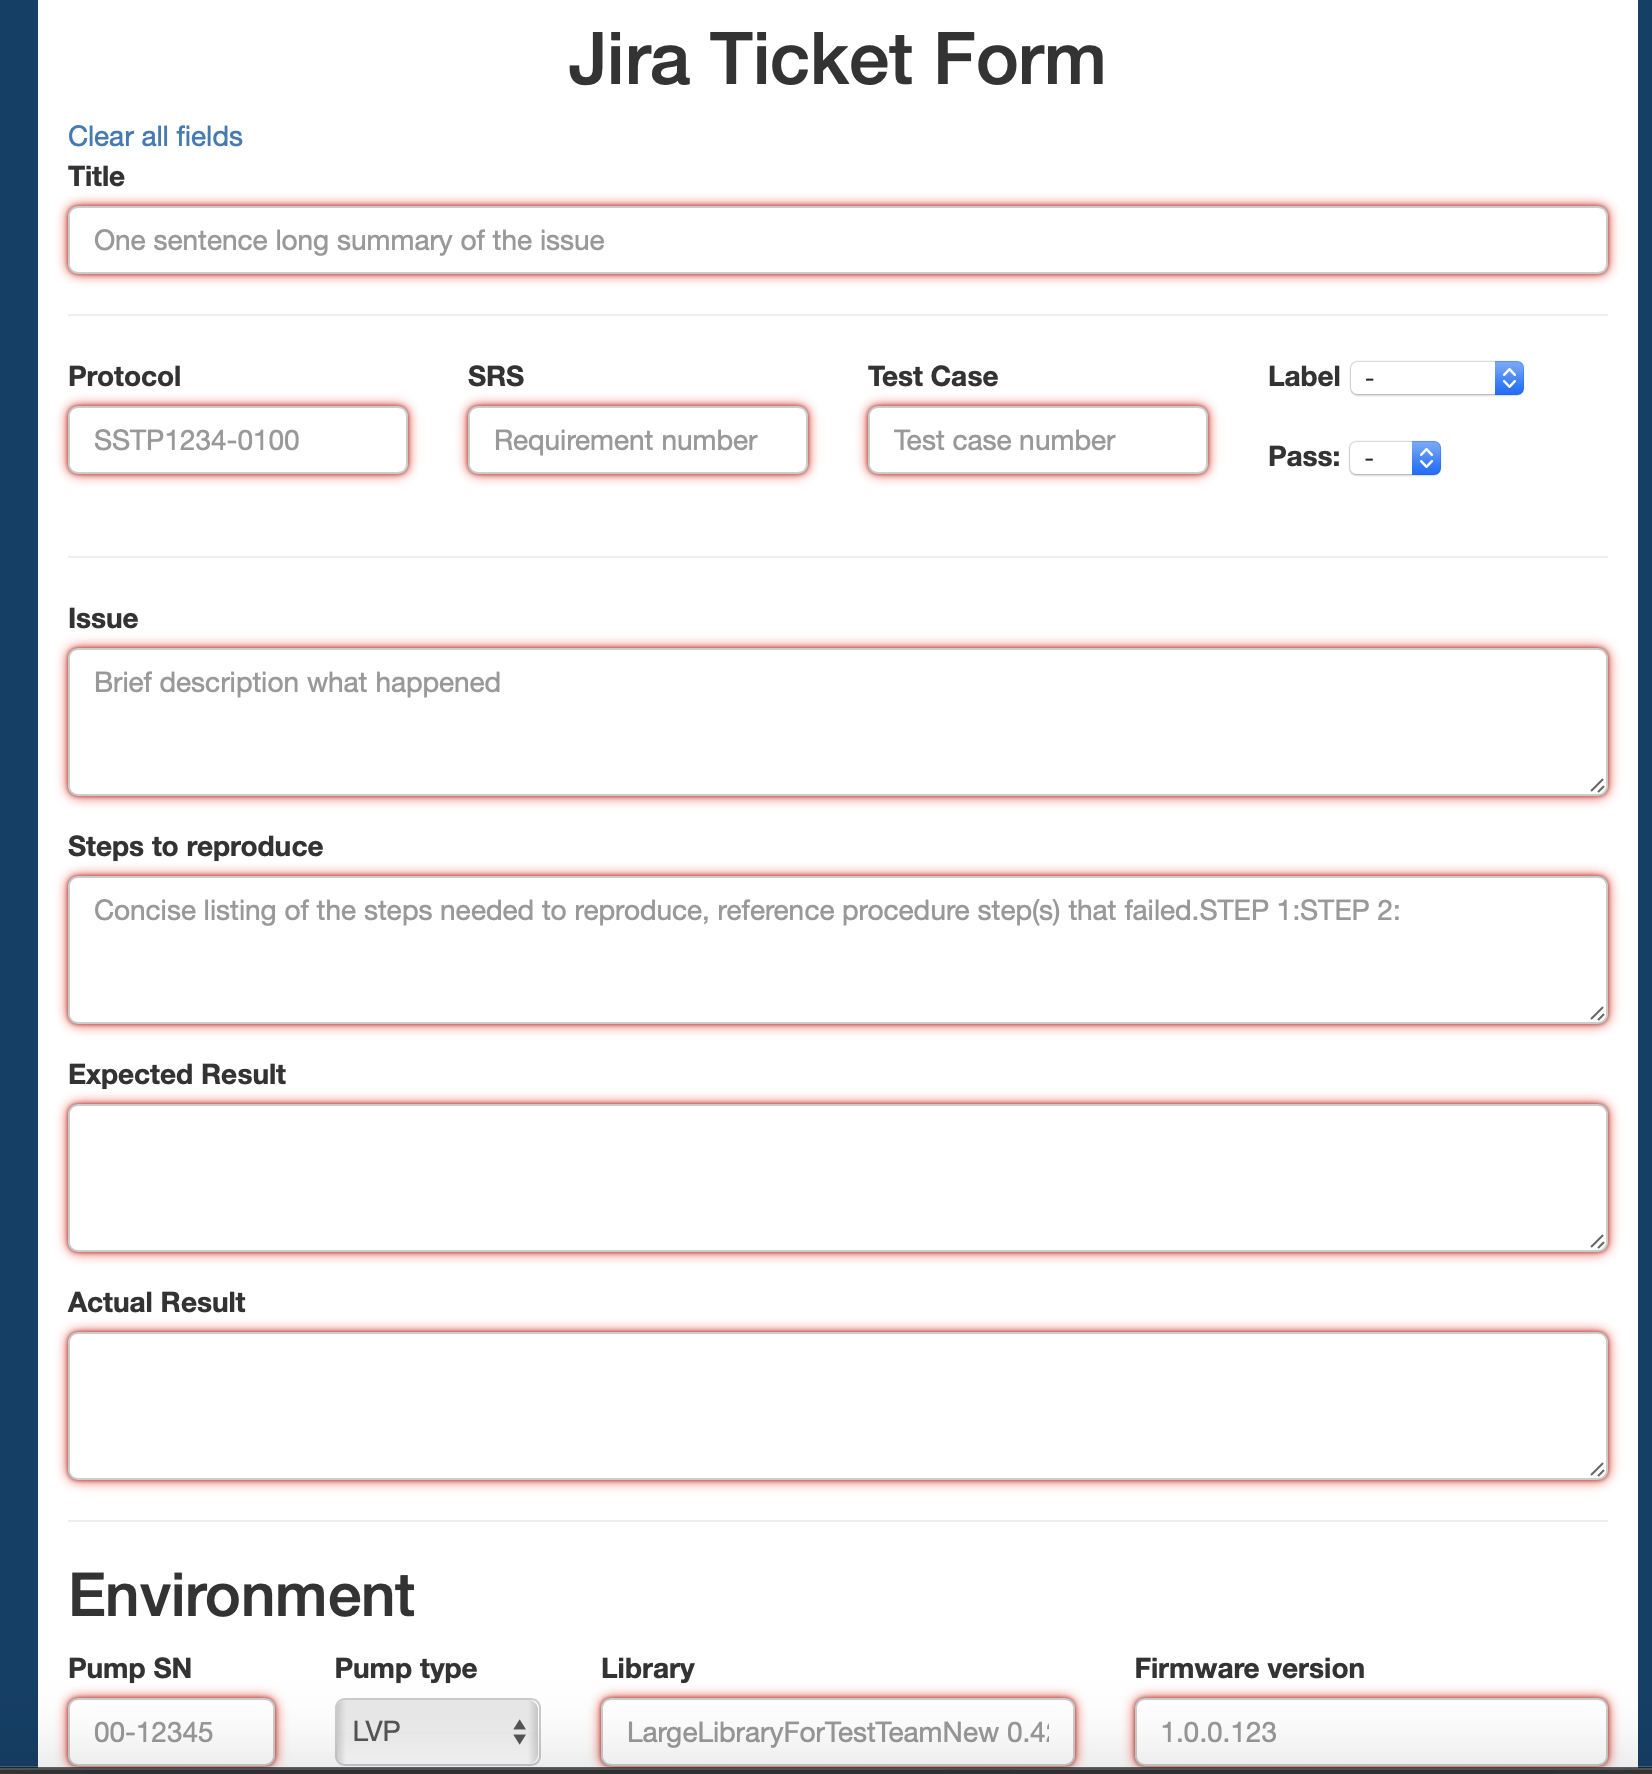 Jira Ticket Form
Clear all fields
Title
One sentence long summary of the issue
Protocol SRS Test Case Label -
SSTP1234-0100 Requirement number Test case number
Pass: -
Issue
Brief description what happened
Steps to reproduce
Concise listing of the steps needed to reproduce, reference procedure step(s) that failed.STEP 1:STEP 2:
Expected Result
Actual Result
Environment
Pump SN Pump type Library Firmware version
00-12345 LVP LargeLibraryForTestTeamNew 0.4 1.0.0.123